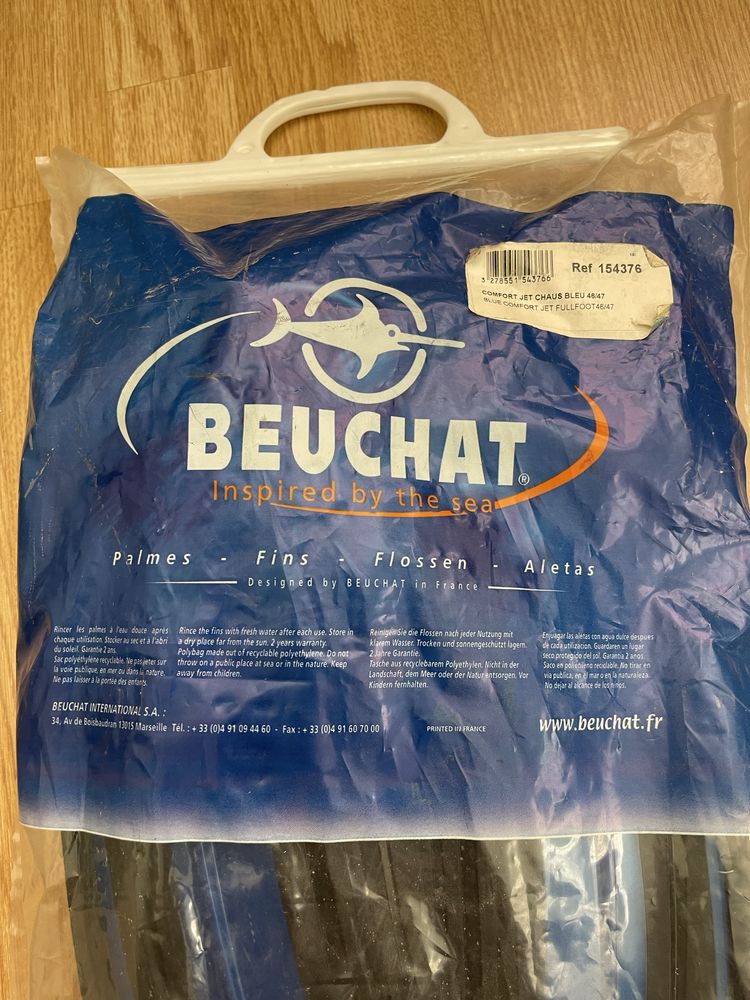 Ref 154376
3 278551 543766
COMFORT JET CHAUS BLEU 46/47
BLUE COMFORT JET FULLFOOT46/47
BEUCHAT®
Inspired by the sea
Palmes - Fins - Flossen - Aletas
Designed by BEUCHAT in France
Rincer les palmes à l'eau douce après
chaque utilisation. Stocker au sec et à l'abri
du soleil. Garantie 2 ans.
Sac polyethylène recyclable. Ne pas jeter sur
la voie publique, en mer ou dans la nature.
Ne pas laisser à la portée des enfants.
Rince the fins with fresh water after each use. Store in
a dry place far from the sun. 2 years warranty.
Polybag made out of recyclable polyethylene. Do not
throw on a public place at sea or in the nature. Keep
away from children.
Reinigen Sie die Flossen nach jeder Nutzung mit
klarem Wasser. Trocken und sonnengeschützt lagern.
2 Jahre Garantie.
Tasche aus recyclebarem Polyethylen. Nicht in der
Landschaft, dem Meer oder der Natur entsorgen. Vor
Kindern fernhalten.
Enjuagar las aletas con agua dulce despues
de cada utilizacion. Guardaren un lugar
seco protegido del sol. Garantia 2 anos.
Saco en polietileno reciclable. No tirar en
via publica, en el mar o en la naturaleza.
No dejar al alcance de los ninos.
BEUCHAT INTERNATIONAL S.A. :
34, Av de Boisbaudran 13015 Marseille Tel. : + 33 (0)4 91 09 44 60 - Fax : + 33 (0)4 91 60 70 00
PRINTED IN FRANCE
www.beuchat.fr